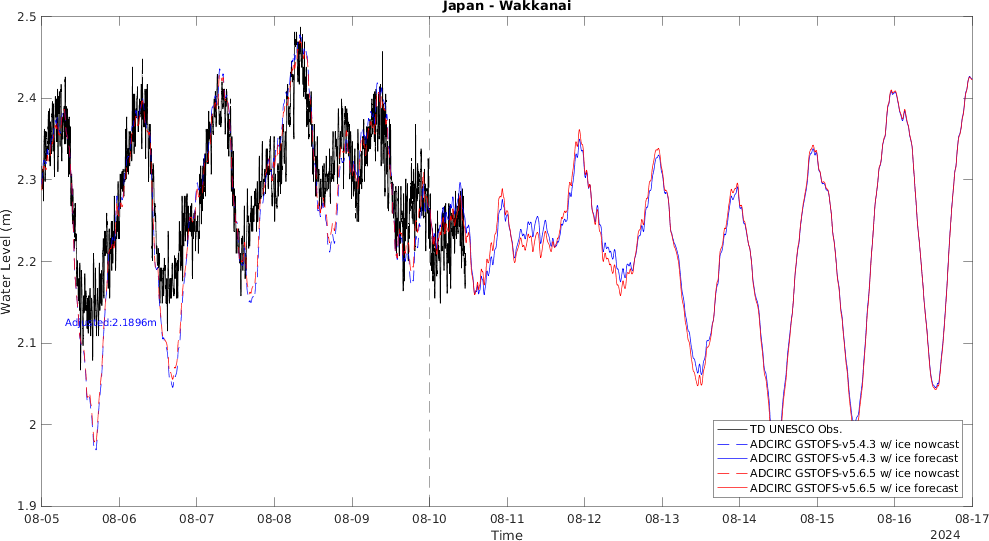 Japan - Wakkanai
Water Level (m)
2.5
2.4
2.3
2.2
2.1
2
1.9
Adjusted:2.1896m
TD UNESCO Obs.
ADCIRC GSTOFS-v5.4.3 w/ ice nowcast
ADCIRC GSTOFS-v5.4.3 w/ ice forecast
ADCIRC GSTOFS-v5.6.5 w/ ice nowcast
ADCIRC GSTOFS-v5.6.5 w/ ice forecast
08-05 08-06 08-07 08-08 08-09 08-10 08-11 08-12 08-13 08-14 08-15 08-16 08-17
Time
2024